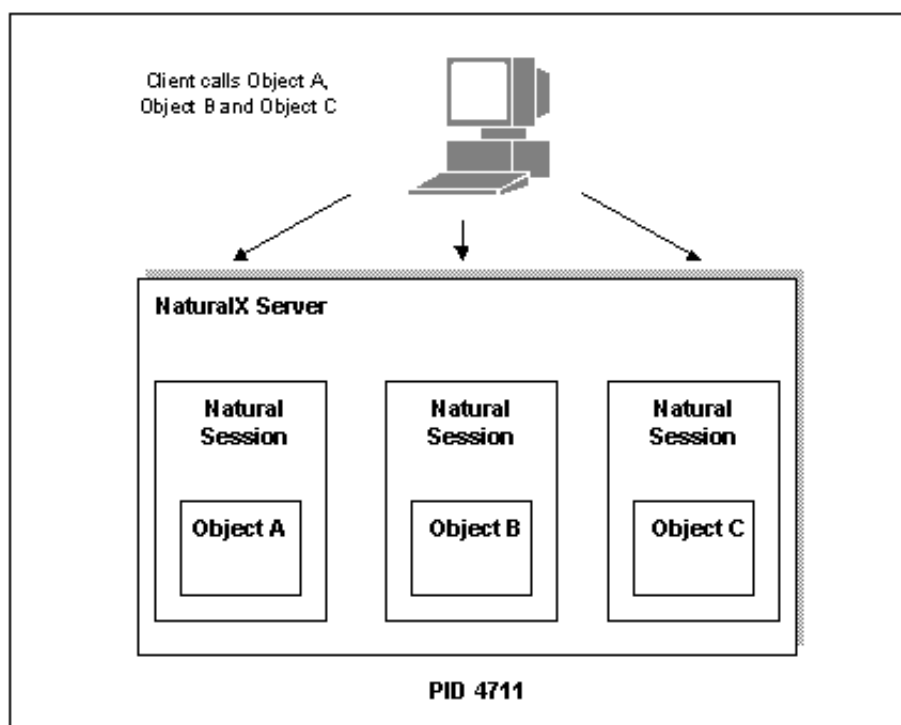 Client calls Object A,
Object B and Object C
NaturalX Server
Natural
Session
Object A
Natural
Session
Object B
Natural
Session
Object C
PID 4711